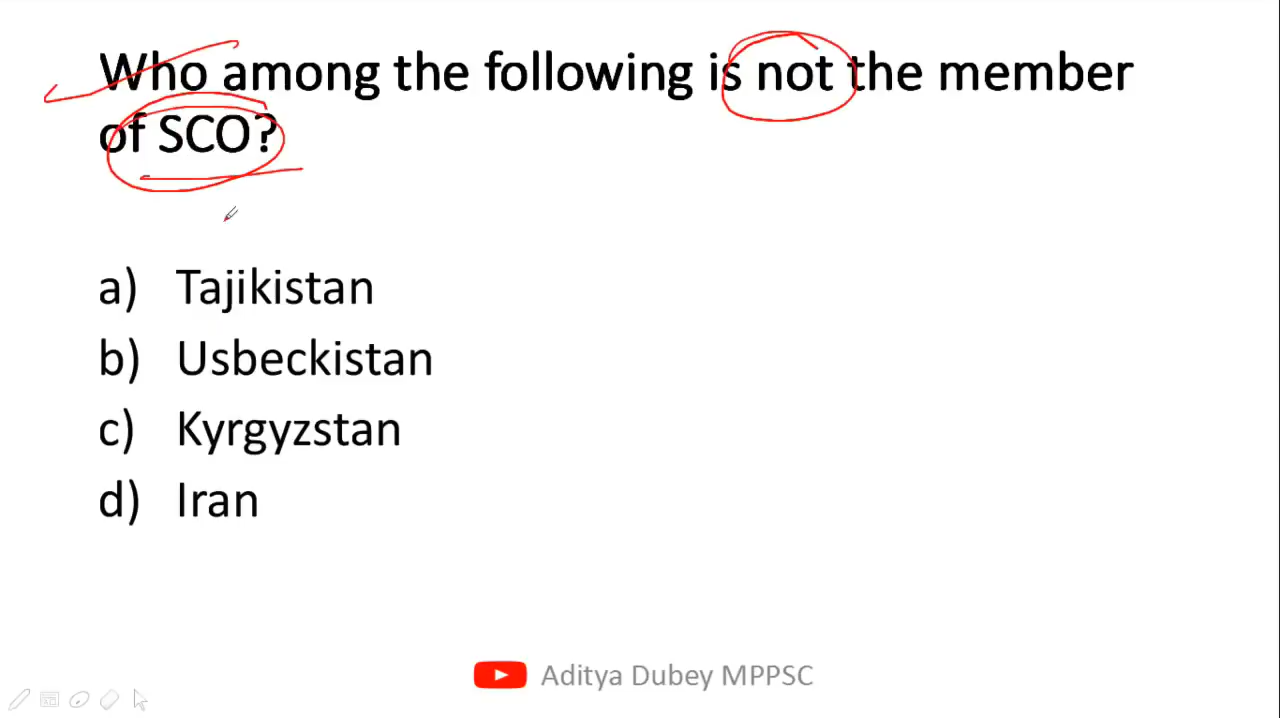 Who among the following is not the member
of SCO?
a) Tajikistan
b) Usbeckistan
c) Kyrgyzstan
d) Iran
Aditya Dubey MPPSC